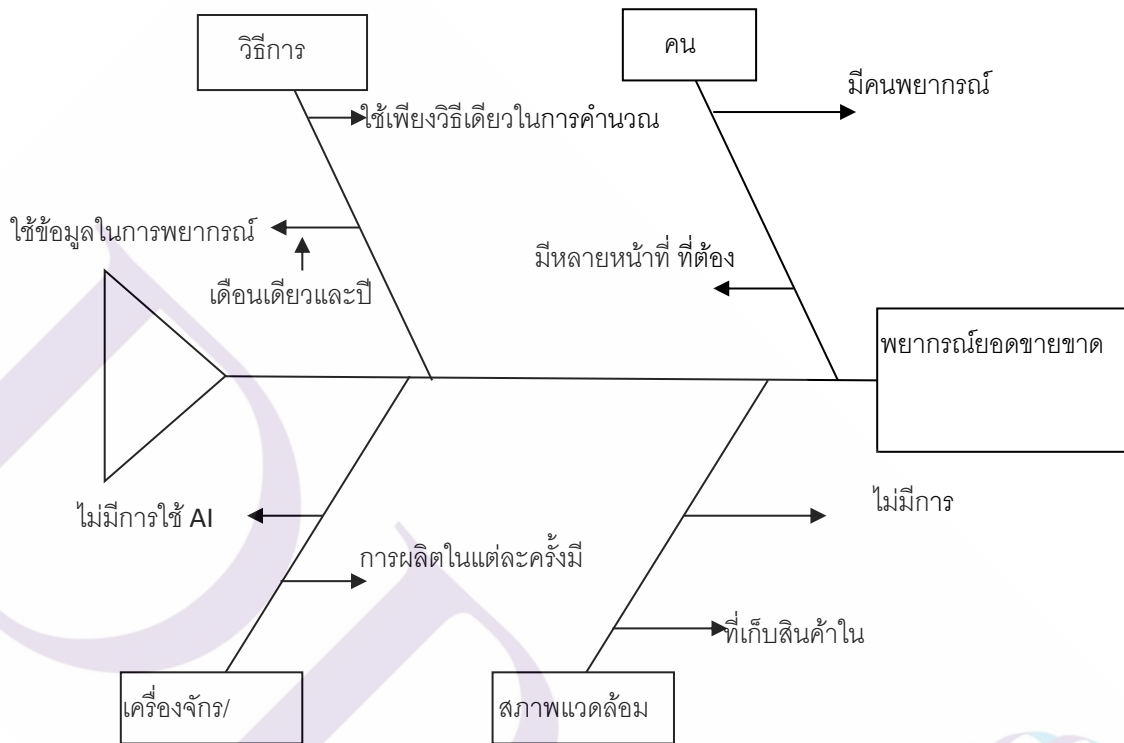 วิธีการ
คน
มีคนพยากรณ์
ใช้เพียงวิธีเดียวในการคำนวณ
ใช้ข้อมูลในการพยากรณ์
มีหลายหน้าที่ ที่ต้อง
เดือนเดียวและปี
พยากรณ์ยอดขายขาด
ไม่มีการใช้ AI
ไม่มีการ
การผลิตในแต่ละครั้งมี
ที่เก็บสินค้าใน
เครื่องจักร/
สภาพแวดล้อม